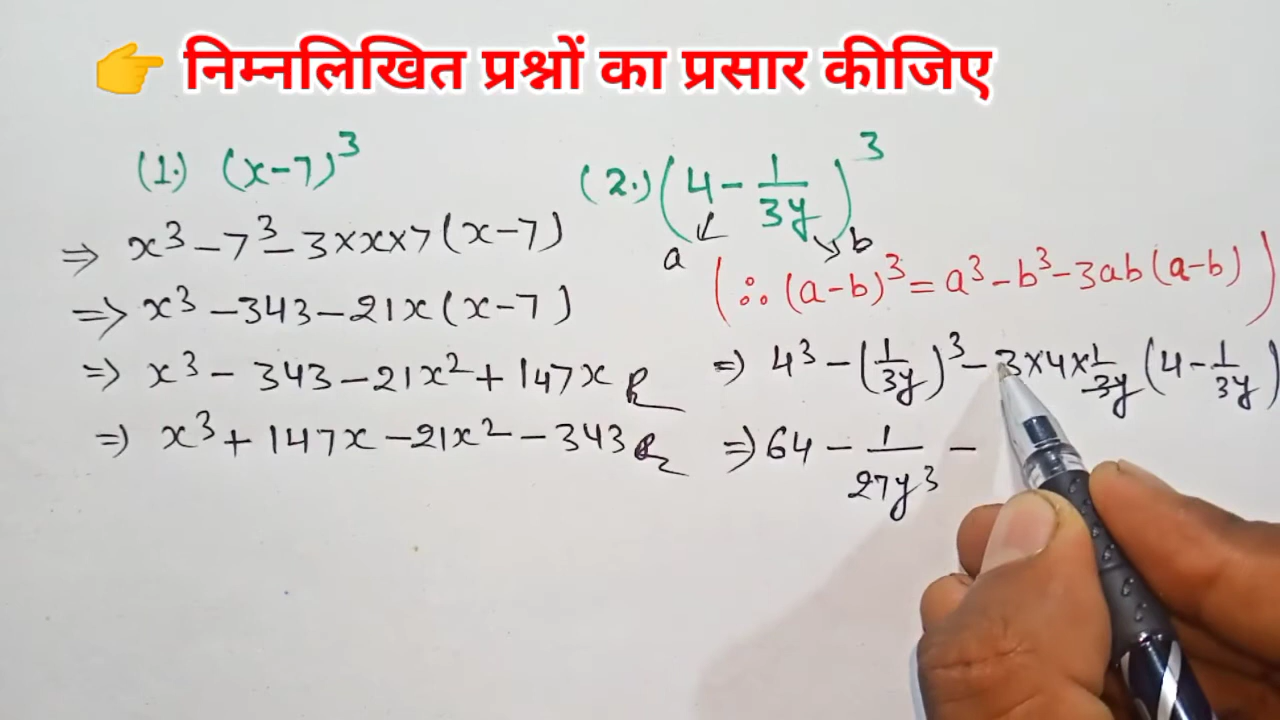 👉 निम्नलिखित प्रश्नों का प्रसार कीजिए
(1.) (x-7)³
⇒ x³ - 7³ - 3×x×7(x-7)
⇒ x³ - 343 - 21x(x-7)
⇒ x³ - 343 - 21x² + 147x
⇒ x³ + 147x - 21x² - 343
(2.) (4 - 1/3y)³
a b
(∴ (a-b)³ = a³ - b³ - 3ab(a-b))
⇒ 4³ - (1/3y)³ - 3×4×1/3y (4 - 1/3y)
⇒ 64 - 1/27y³ -